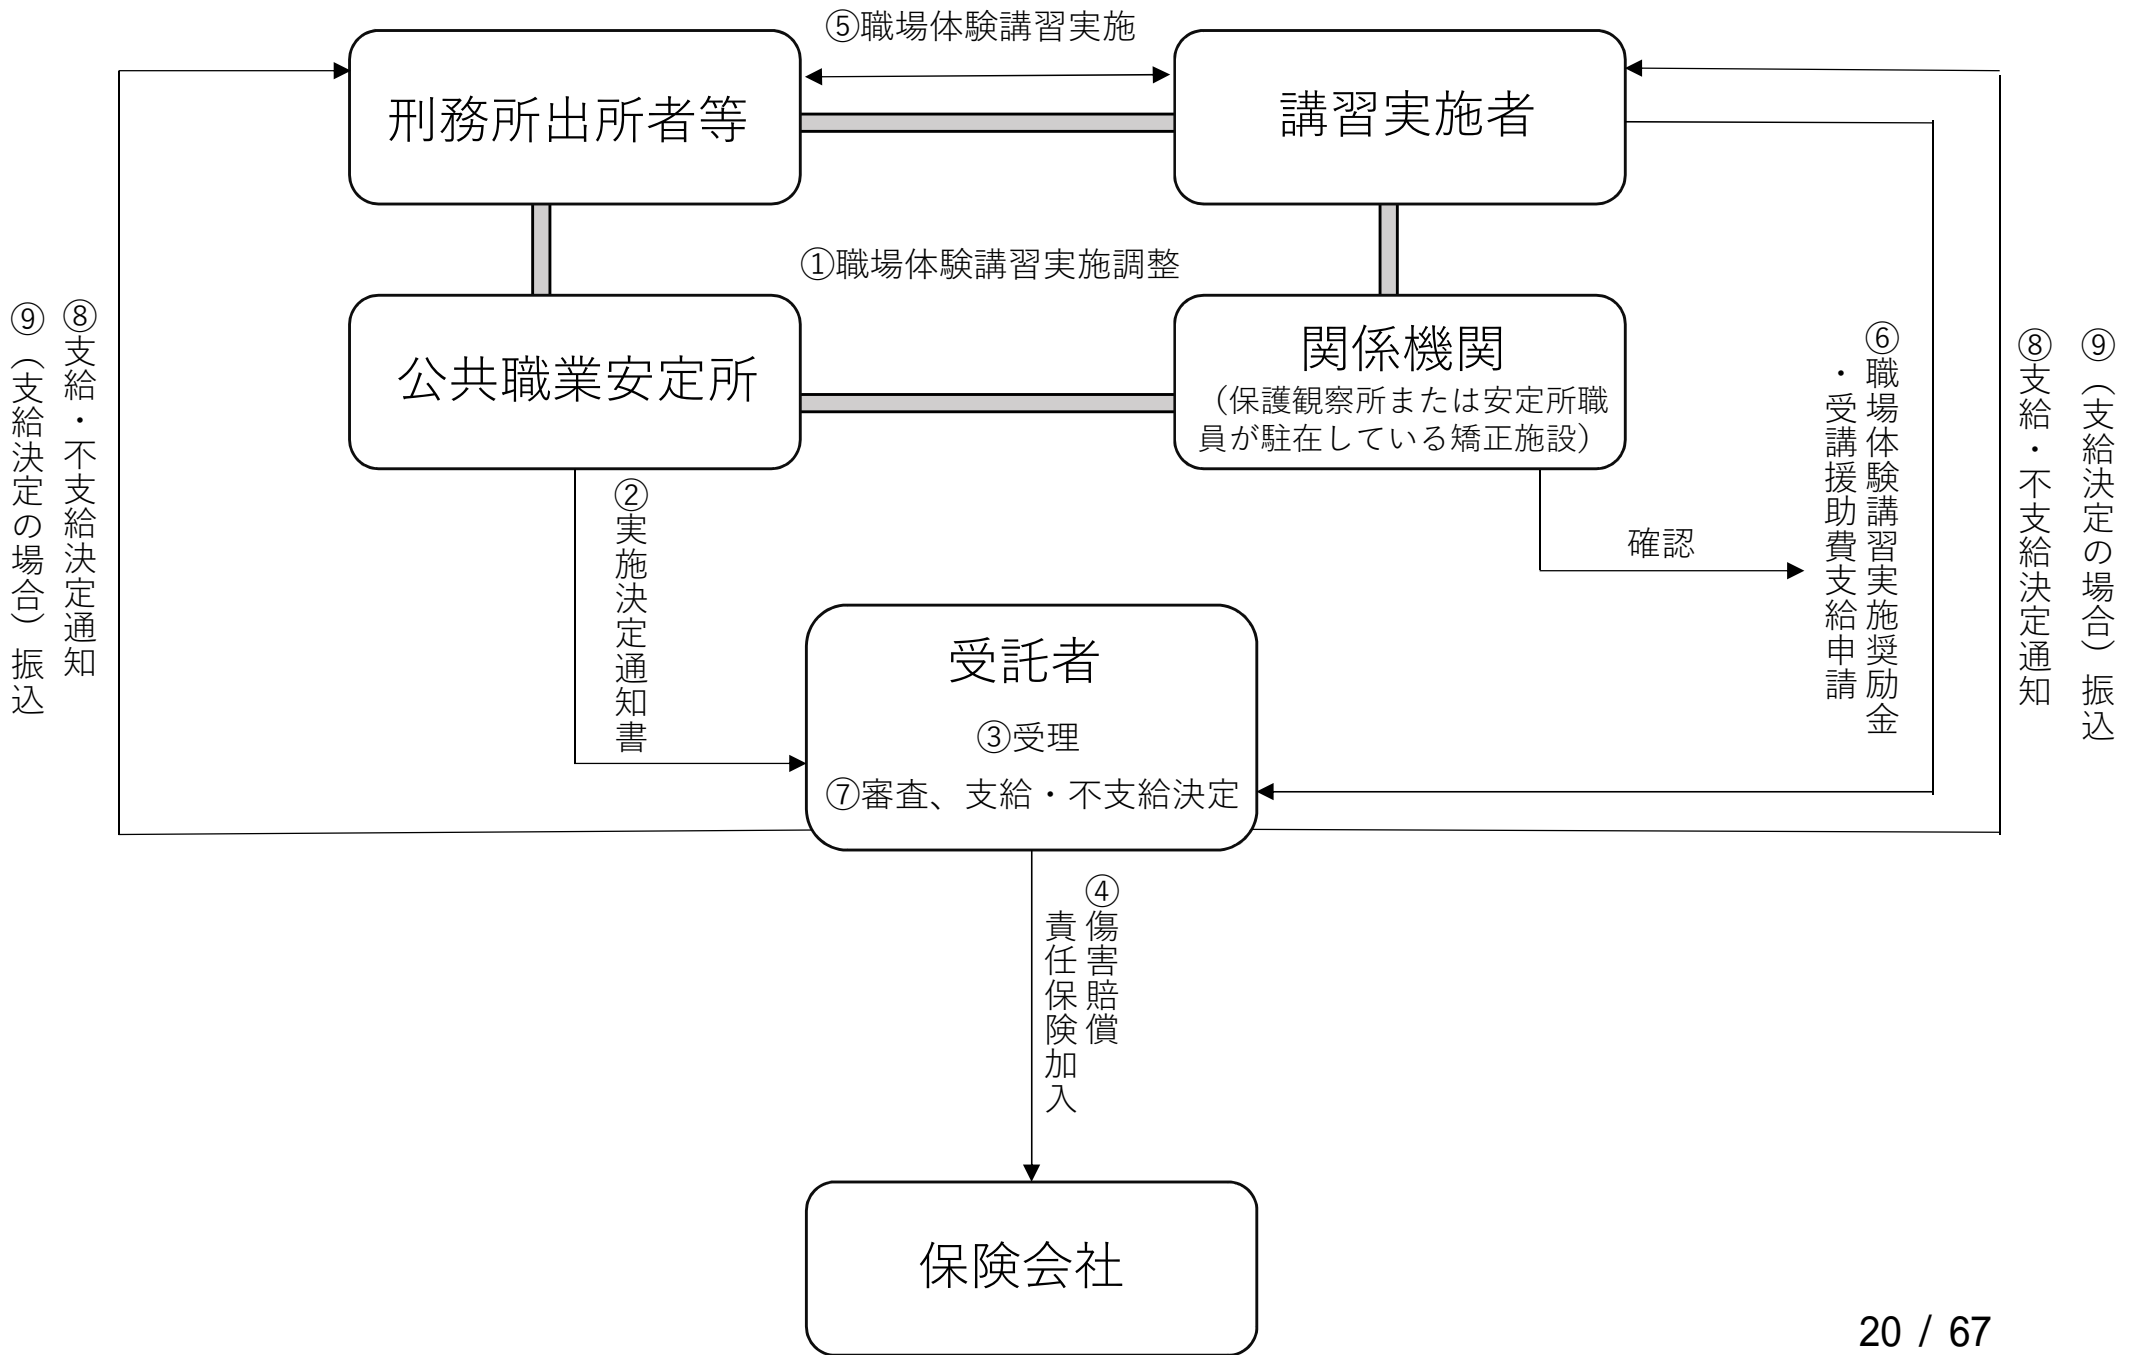 ⑤職場体験講習実施
刑務所出所者等
講習実施者
①職場体験講習実施調整
公共職業安定所
関係機関
（保護観察所または安定所職
員が駐在している矯正施設）
⑧支給・不支給決定通知
⑨（支給決定の場合）振込
②実施決定通知書
確認
⑥職場体験講習実施奨励金
・受講援助費支給申請
⑨（支給決定の場合）振込
⑧支給・不支給決定通知
受託者
③受理
⑦審査、支給・不支給決定
④傷害賠償
責任保険加入
保険会社
20 / 67